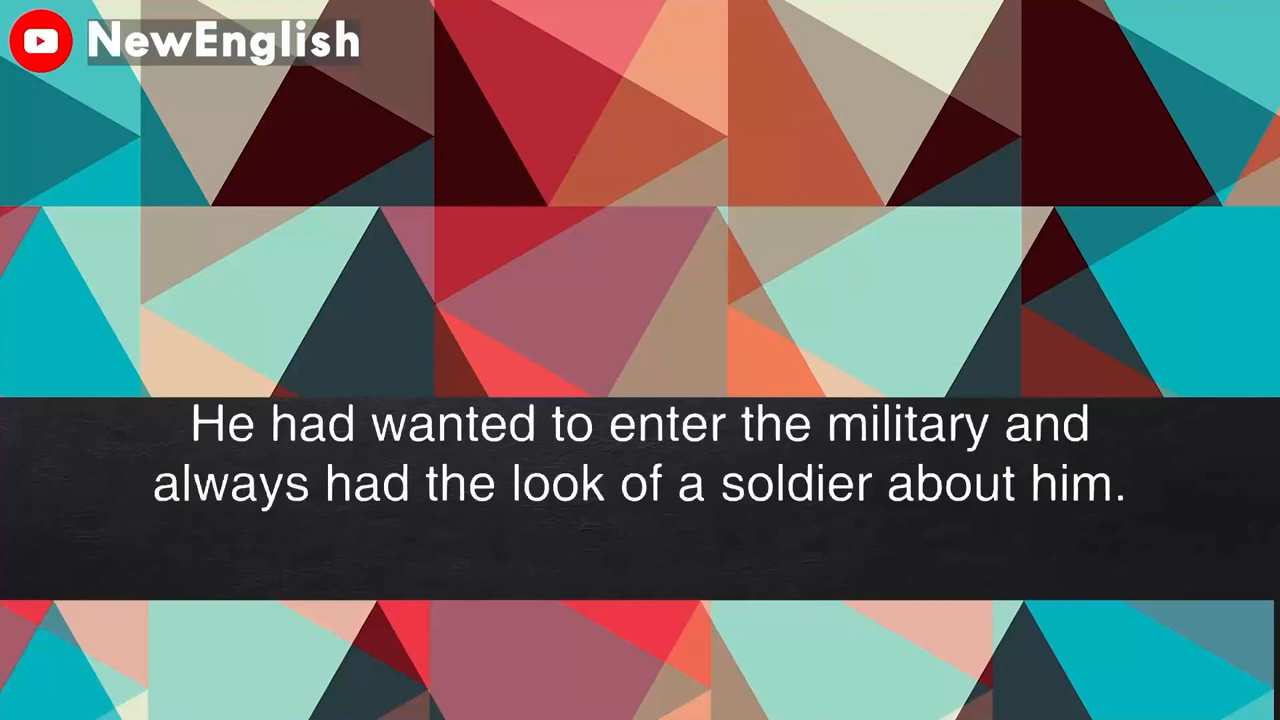 NewEnglish
He had wanted to enter the military and
always had the look of a soldier about him.